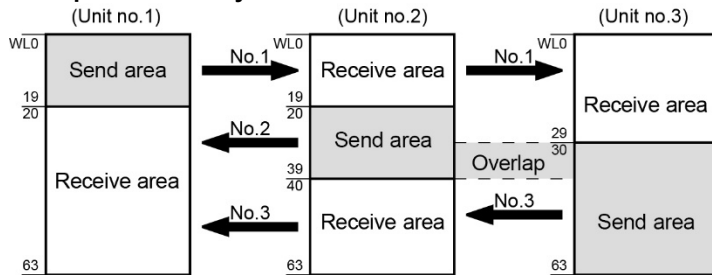 (Unit no.1)
(Unit no.2)
(Unit no.3)
WL0
Send area
19
20
Receive area
63
No.1
No.2
No.3
WL0
Receive area
19
20
Send area
39
40
Receive area
63
No.1
Overlap
No.3
WL0
Receive area
29
30
Send area
63